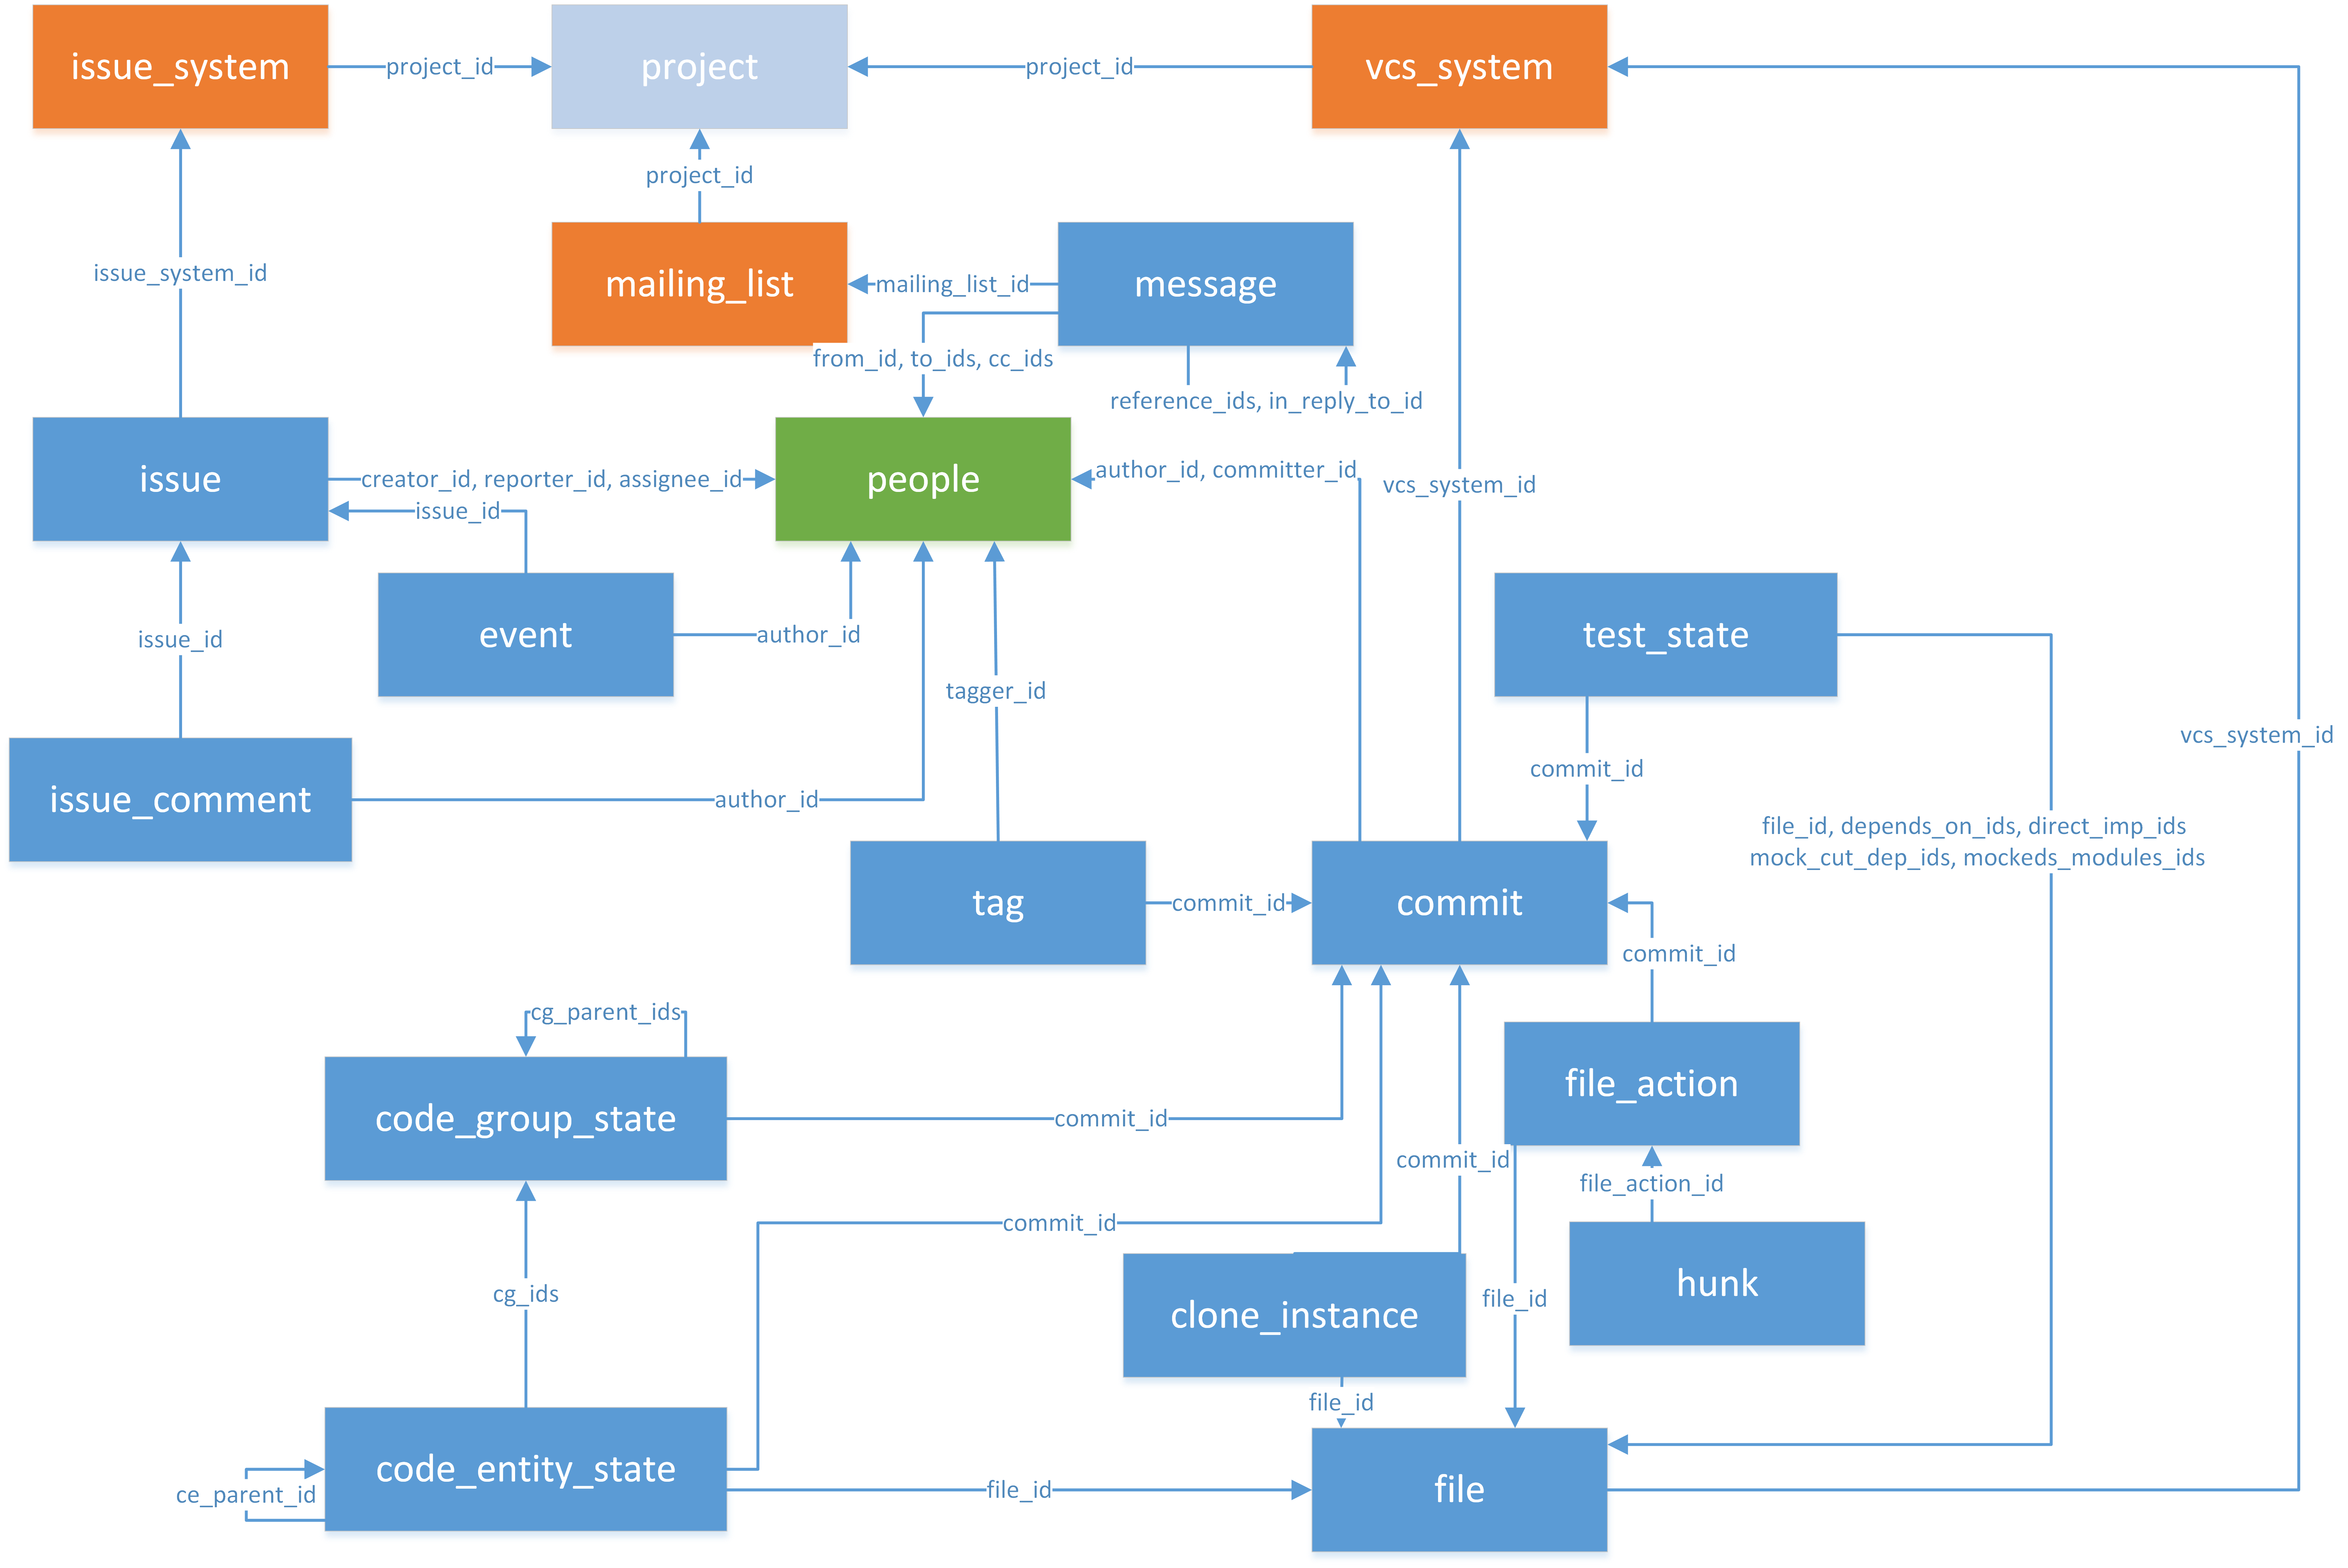 issue_system
project_id
project
project_id
vcs_system
project_id
issue_system_id
mailing_list
mailing_list_id
message
from_id, to_ids, cc_ids
reference_ids, in_reply_to_id
issue
creator_id, reporter_id, assignee_id
people
author_id, committer_id
vcs_system_id
issue_id
event
author_id
test_state
issue_id
tagger_id
vcs_system_id
commit_id
issue_comment
author_id
file_id, depends_on_ids, direct_imp_ids
mock_cut_dep_ids, mockeds_modules_ids
tag
commit_id
commit
commit_id
cg_parent_ids
file_action
code_group_state
commit_id
commit_id
file_action_id
commit_id
hunk
cg_ids
file_id
clone_instance
file_id
code_entity_state
ce_parent_id
file_id
file